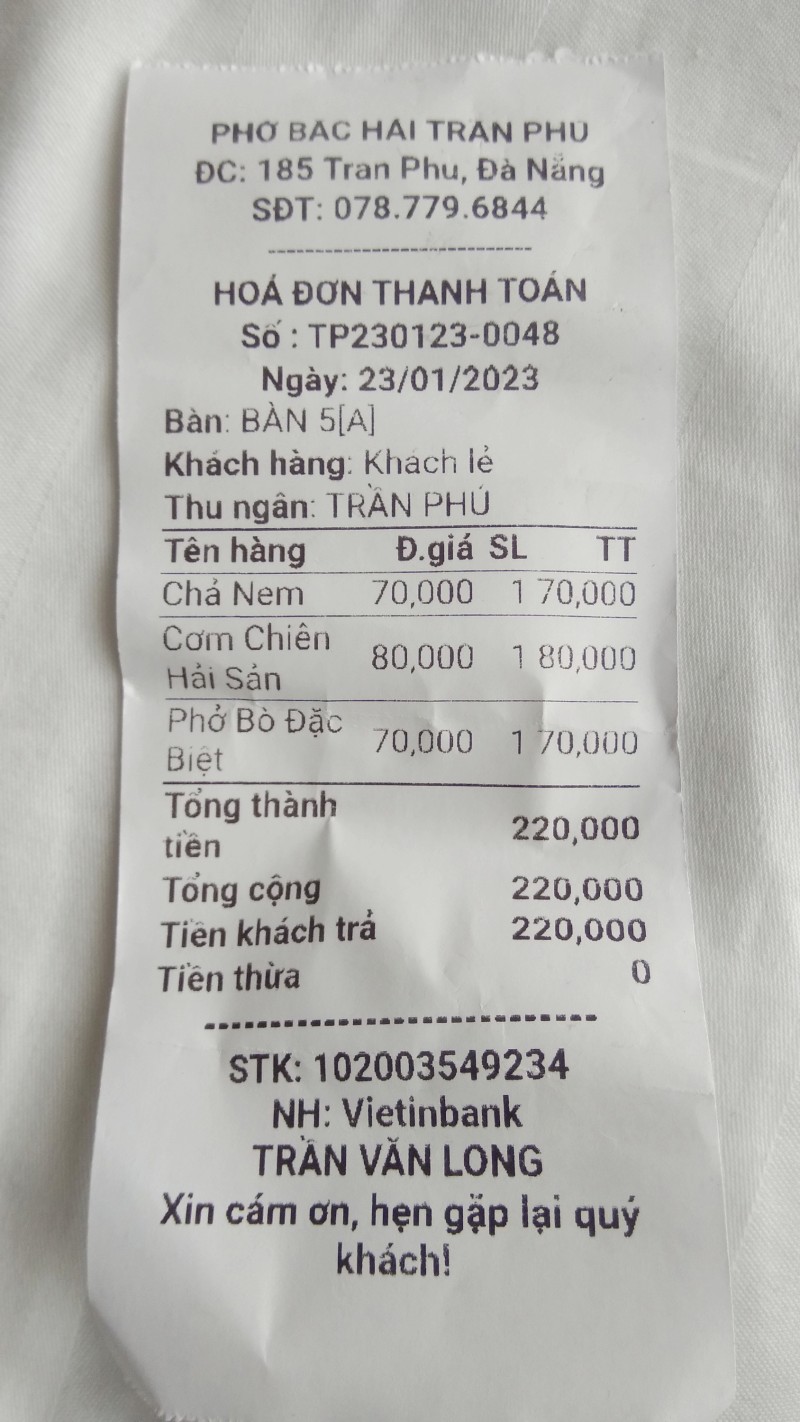 PHỞ BẮC HẢI TRẦN PHÚ
ĐC: 185 Tran Phu, Đà Nẵng
SĐT: 078.779.6844
HOÁ ĐƠN THANH TOÁN
Số : TP230123-0048
Ngày: 23/01/2023
Bàn: BÀN 5[A]
Khách hàng: Khách lẻ
Thu ngân: TRẦN PHÚ
Tên hàng Đ.giá SL TT
Chả Nem 70,000 1 70,000
Cơm Chiên
Hải Sản 80,000 1 80,000
Phở Bò Đặc
Biệt 70,000 1 70,000
Tổng thành
tiền 220,000
Tổng cộng 220,000
Tiền khách trả 220,000
Tiền thừa 0
STK: 102003549234
NH: Vietinbank
TRẦN VĂN LONG
Xin cám ơn, hẹn gặp lại quý
khách!